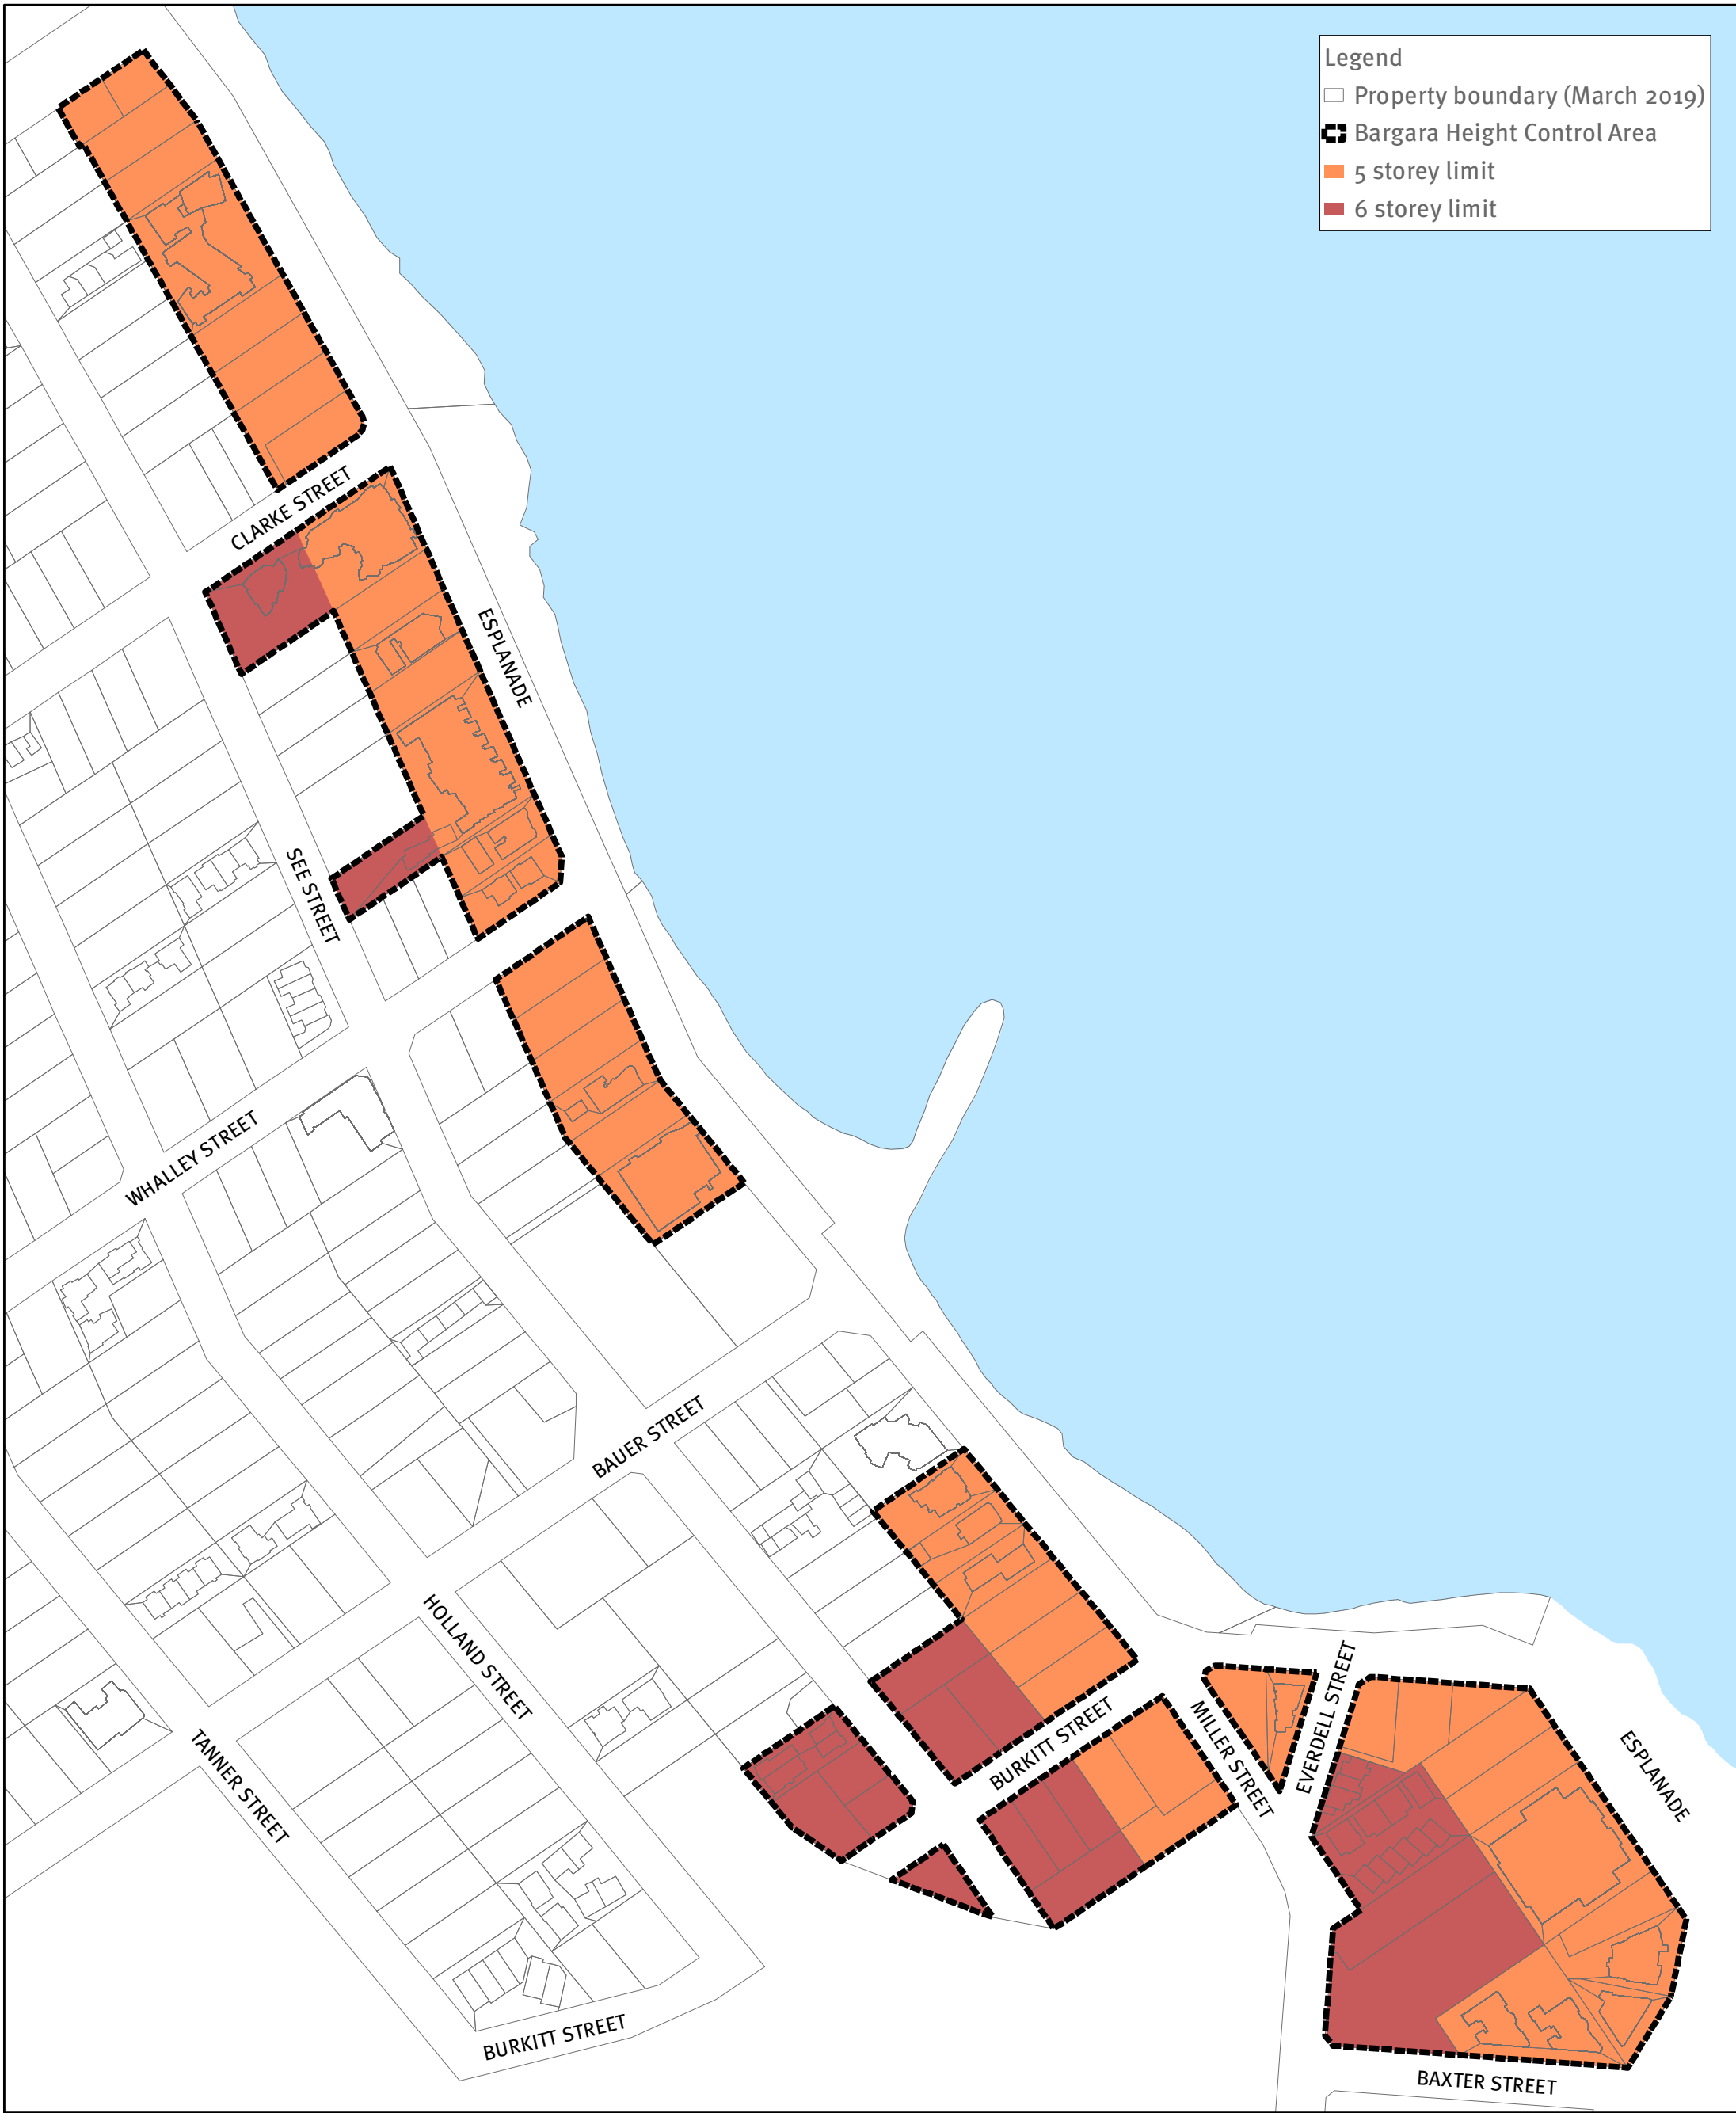 Legend
Property boundary (March 2019)
Bargara Height Control Area
5 storey limit
6 storey limit
CLARKE STREET
ESPLANADE
SEE STREET
WHALLEY STREET
BAUER STREET
HOLLAND STREET
TANNER STREET
BURKITT STREET
MILLER STREET
EVERDELL STREET
ESPLANADE
BURKITT STREET
BAXTER STREET